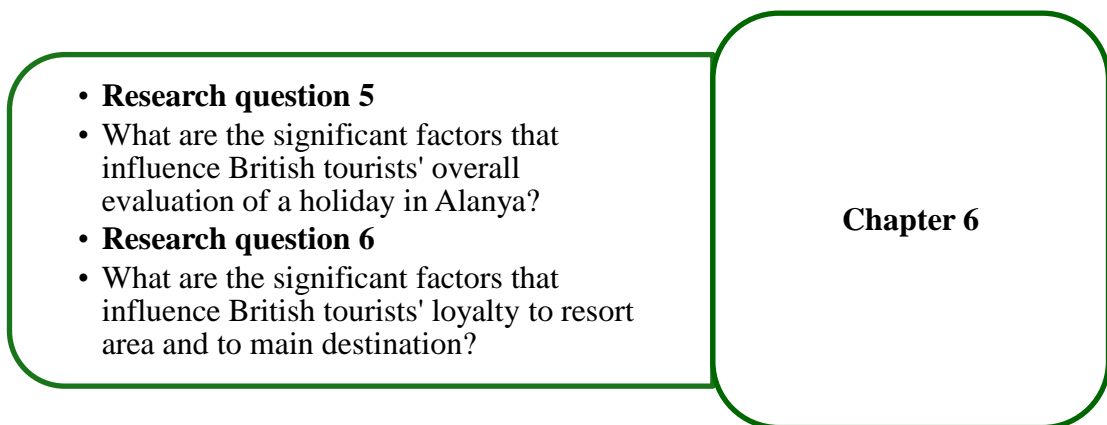 • Research question 5
• What are the significant factors that
influence British tourists' overall
evaluation of a holiday in Alanya?
• Research question 6
• What are the significant factors that
influence British tourists' loyalty to resort
area and to main destination?
Chapter 6